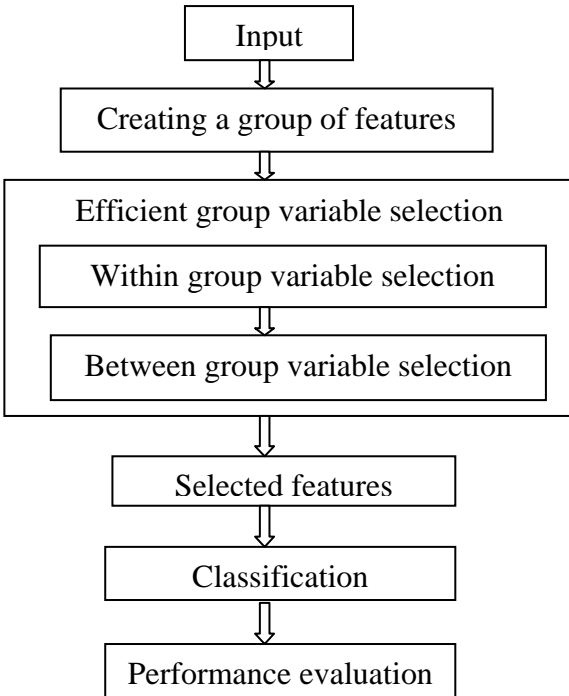 Input
Creating a group of features
Efficient group variable selection
Within group variable selection
Between group variable selection
Selected features
Classification
Performance evaluation